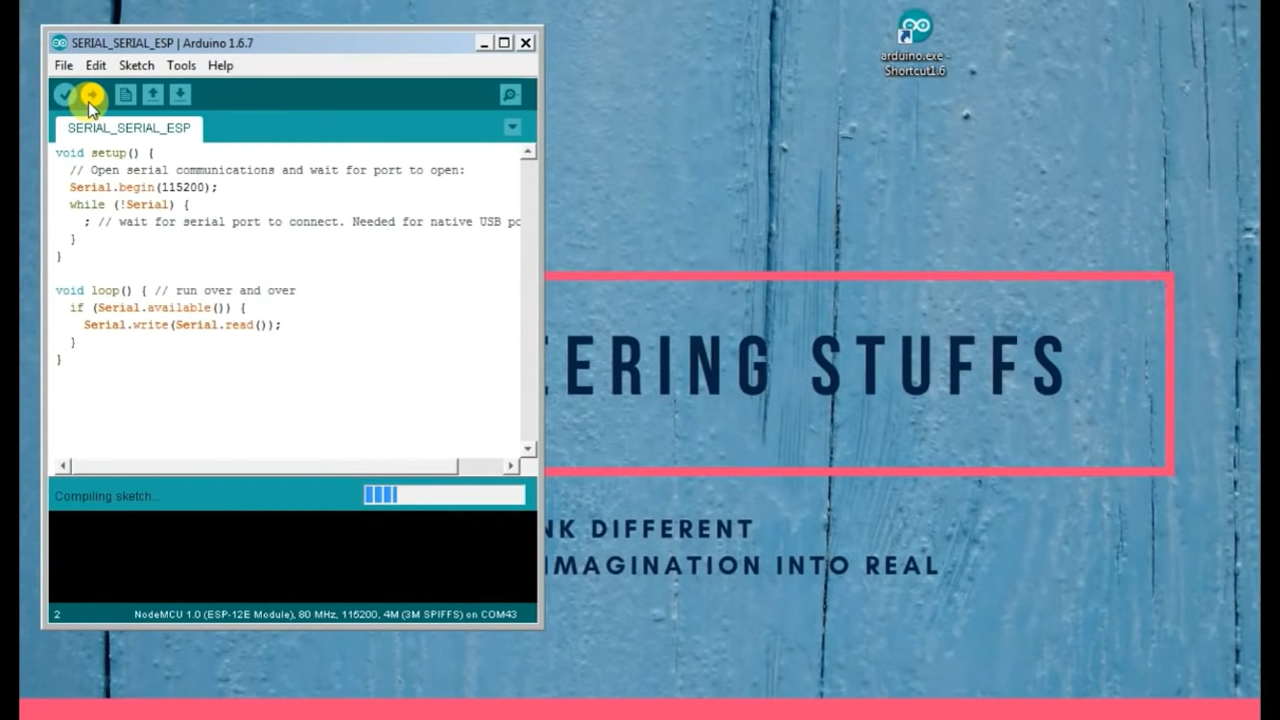 SERIAL_SERIAL_ESP | Arduino 1.6.7
File Edit Sketch Tools Help
SERIAL_SERIAL_ESP
void setup() {
// Open serial communications and wait for port to open:
Serial.begin(115200);
while (!Serial) {
; // wait for serial port to connect. Needed for native USB po
}
}
void loop() { // run over and over
if (Serial.available()) {
Serial.write(Serial.read());
}
}
Compiling sketch...
2 NodeMCU 1.0 (ESP-12E Module), 80 MHz, 115200, 4M (3M SPIFFS) on COM43
arduino.exe -
Shortcut1.6
ERING STUFFS
NK DIFFERENT
IMAGINATION INTO REAL